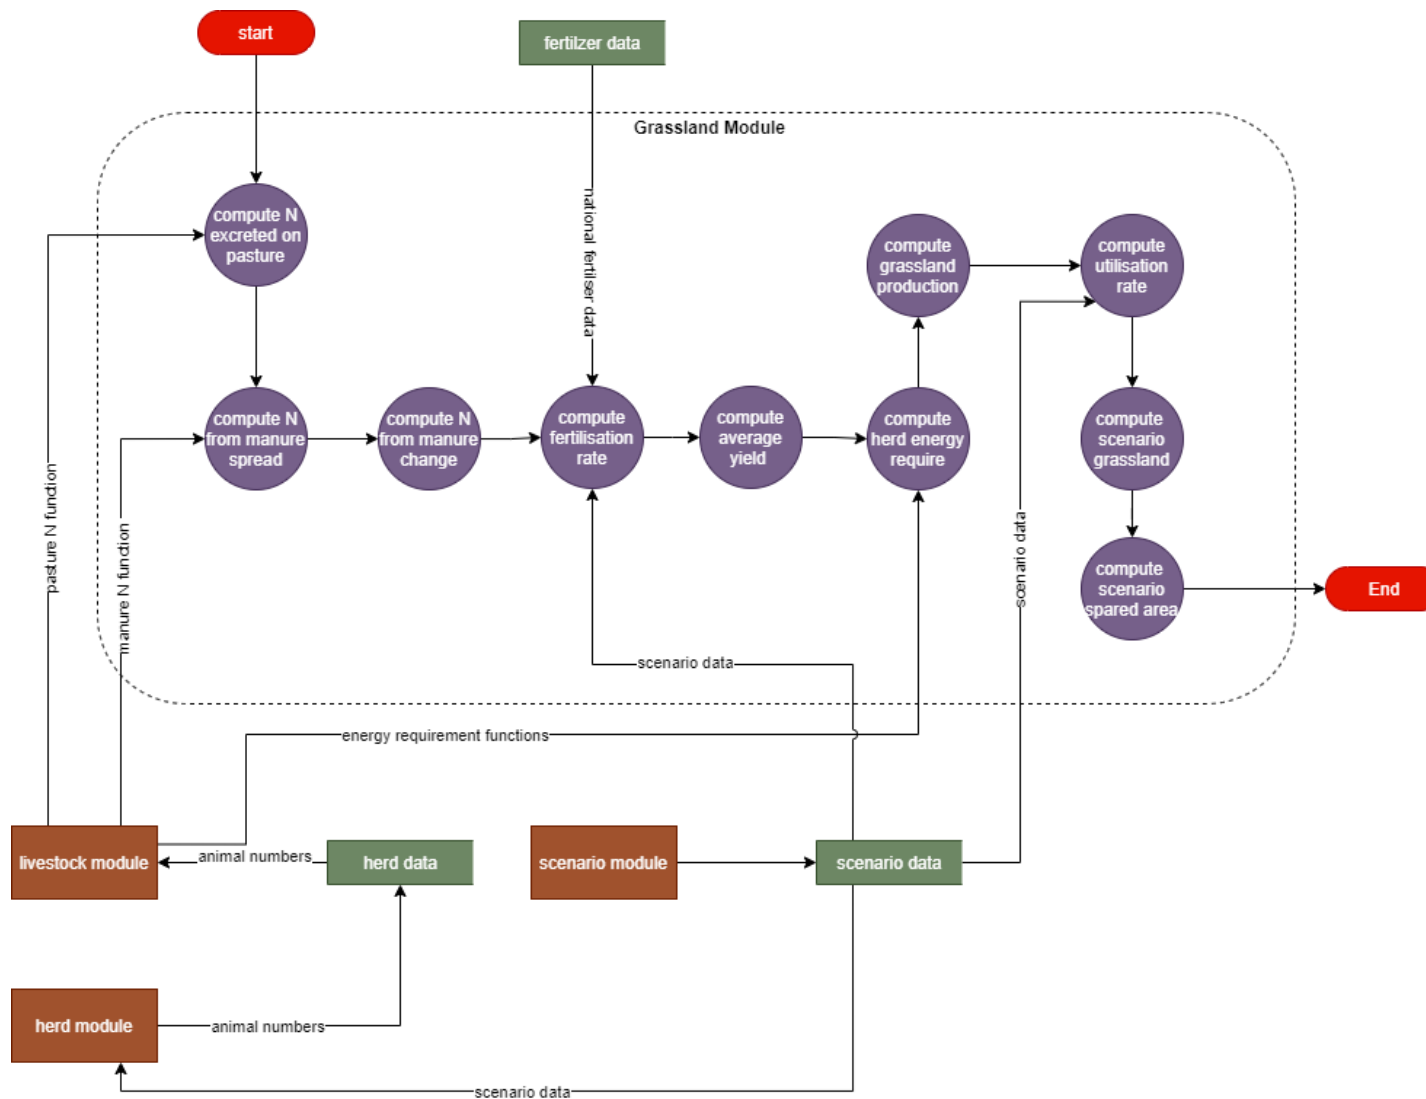 start
fertilzer data
Grassland Module
compute N
excreted on
pasture
national fertilser data
compute
grassland
production
compute
utilisation
rate
compute N
from manure
spread
compute N
from manure
change
compute
fertilisation
rate
compute
average
yield
compute
herd energy
require
compute
scenario
grassland
pasture N fundion
manure N fundion
scenario data
compute
scenario
spared area
End
scenario data
energy requirement functions
livestock module
animal numbers
herd data
scenario module
scenario data
herd module
animal numbers
scenario data